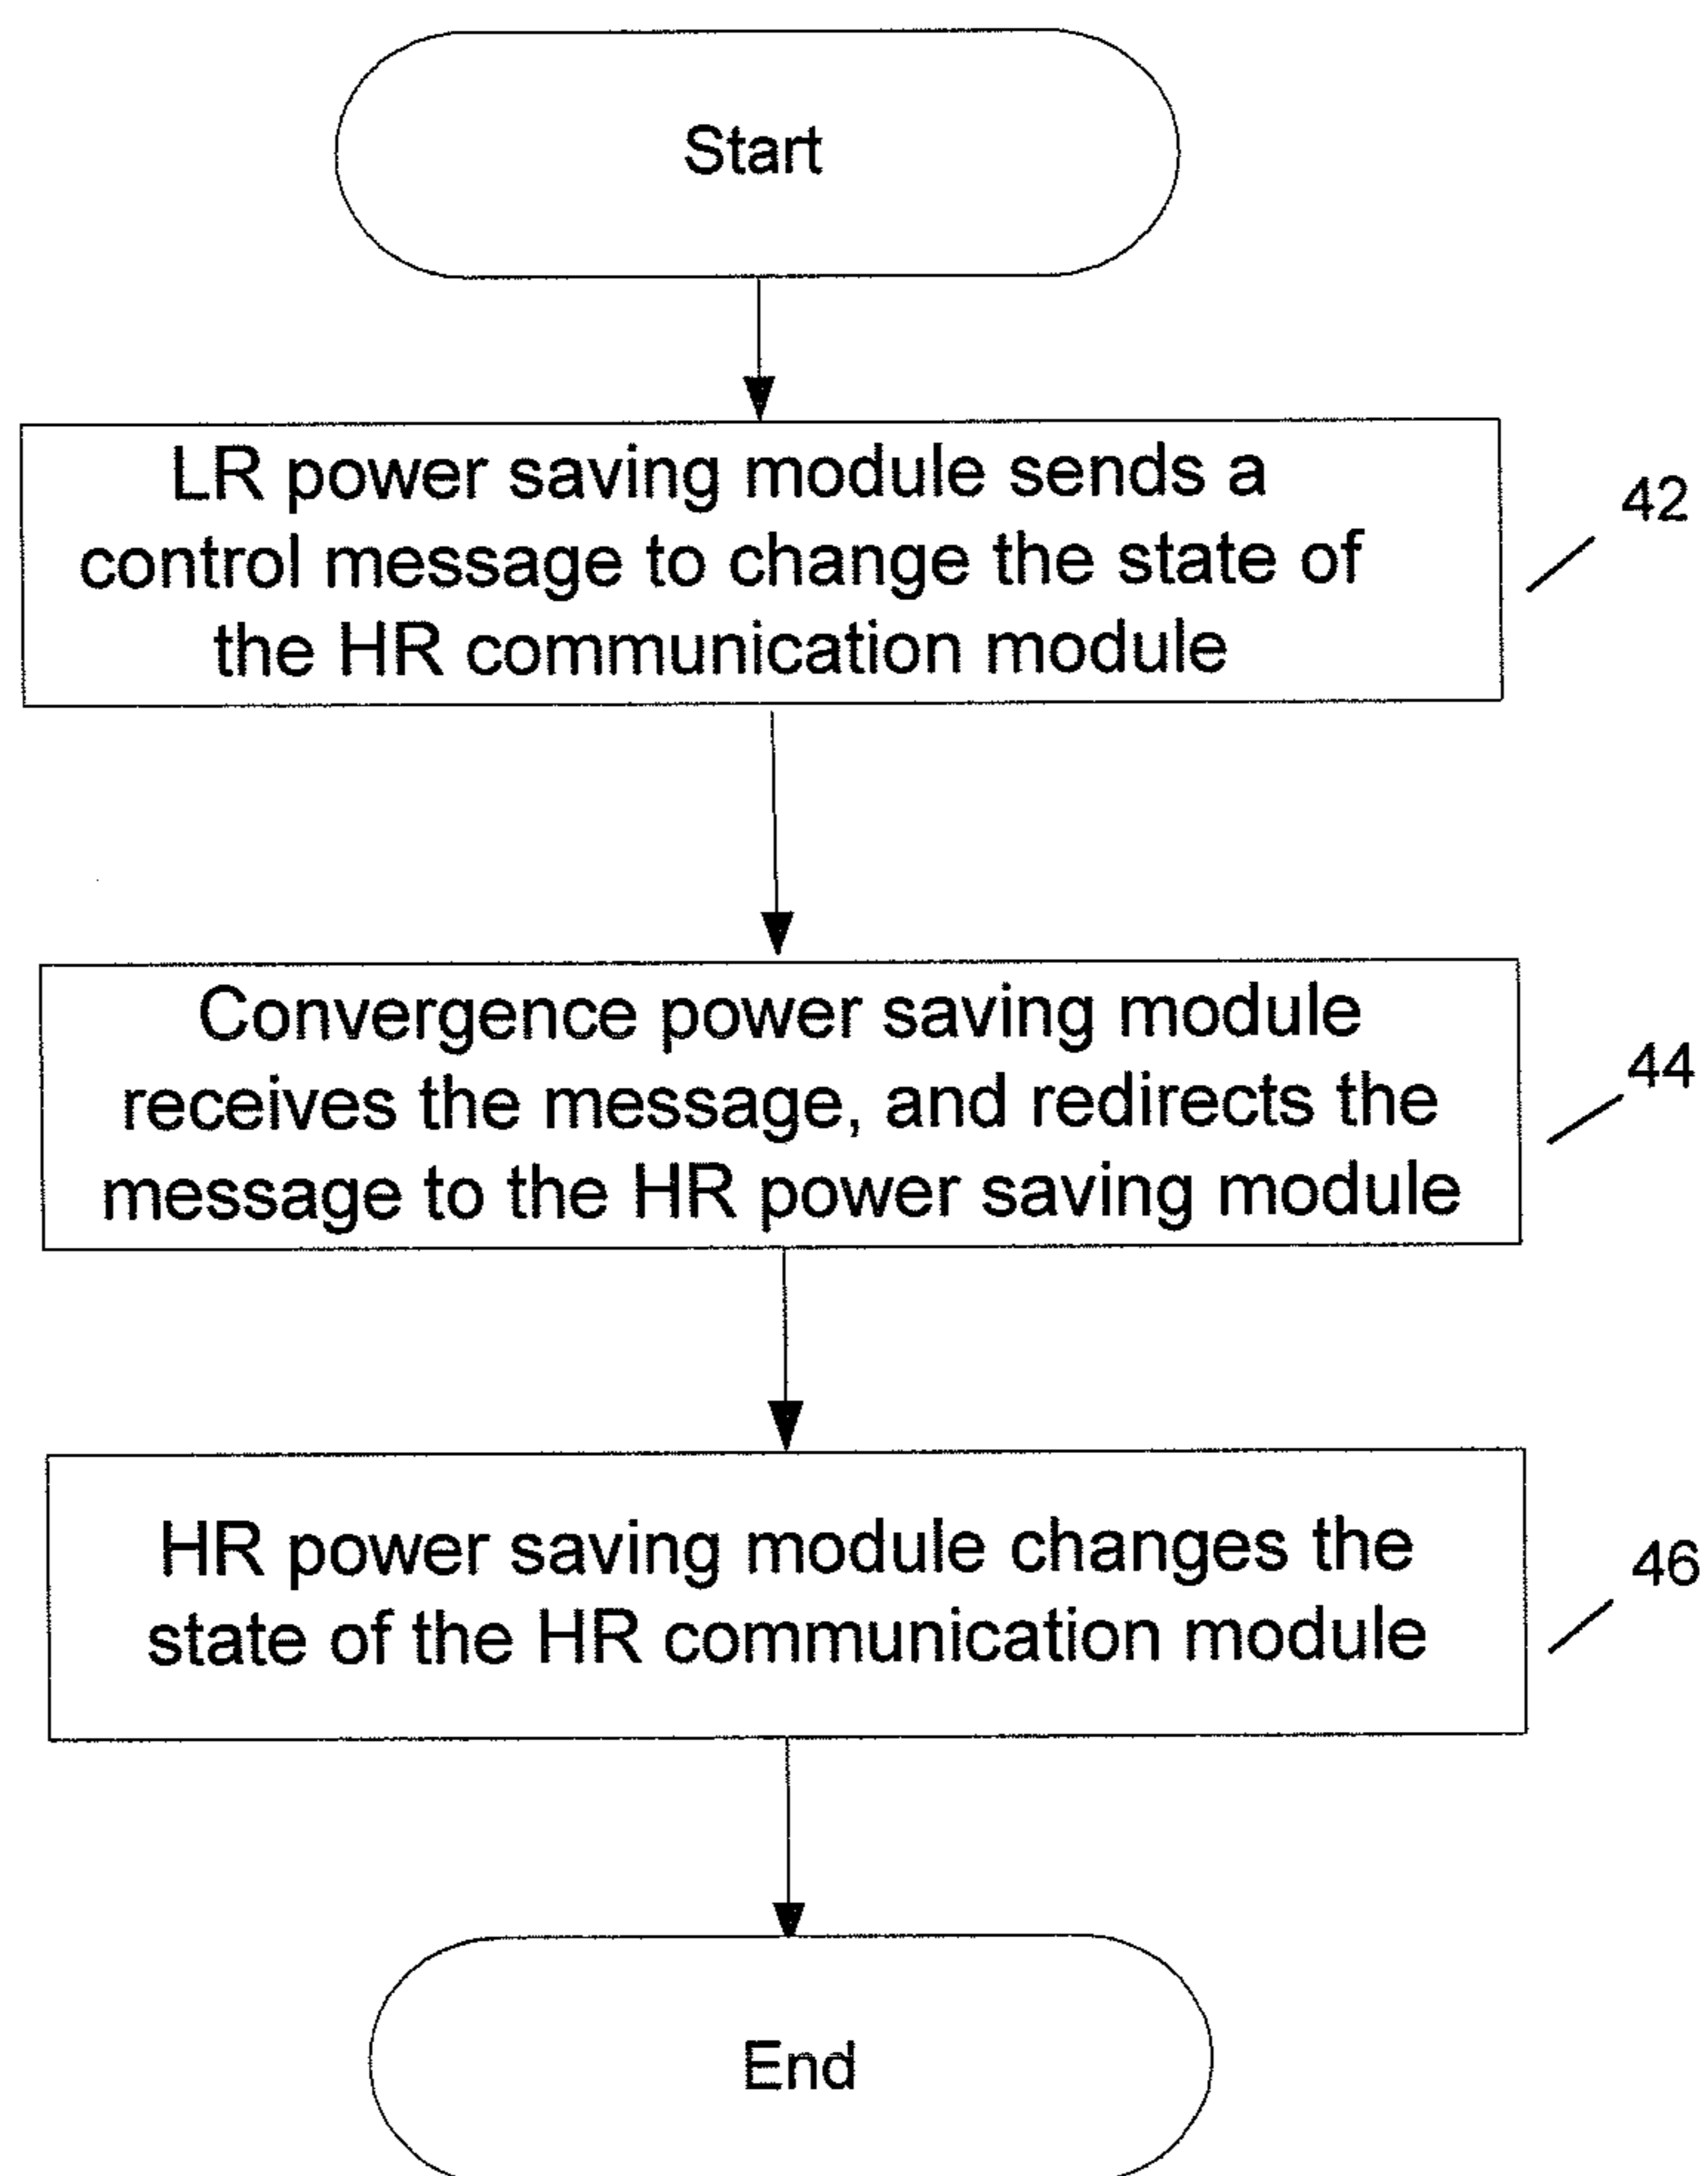 Start
LR power saving module sends a
control message to change the state of
the HR communication module
42
Convergence power saving module
receives the message, and redirects the
message to the HR power saving module
44
HR power saving module changes the
state of the HR communication module
46
End